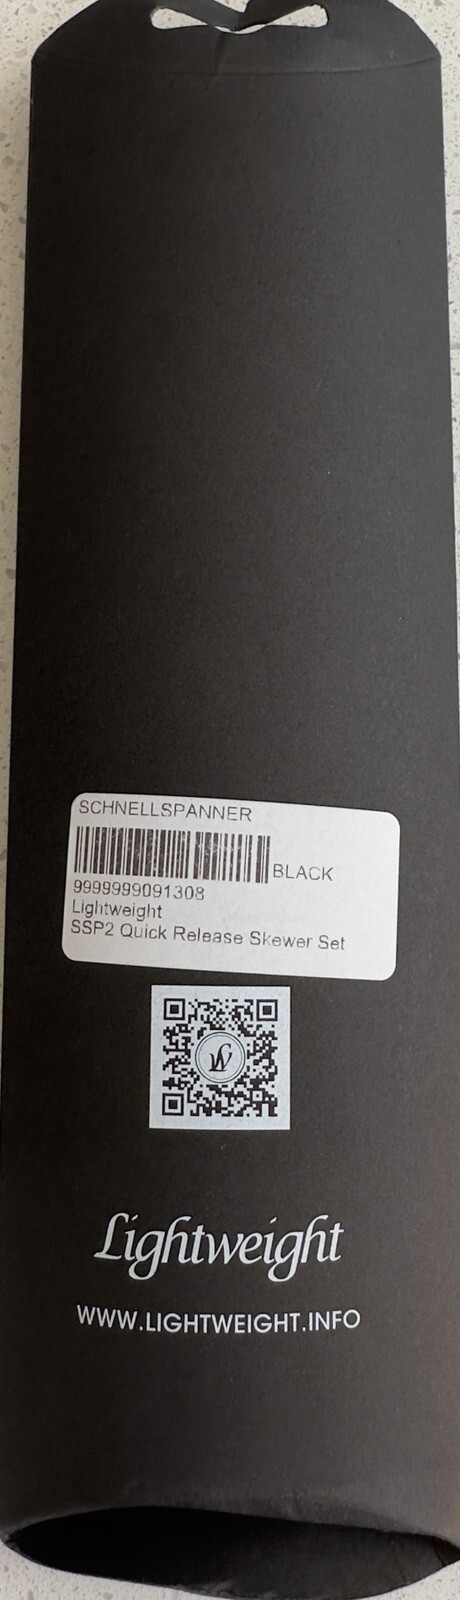 SCHNELLSPANNER
BLACK
9999999091308
Lightweight
SSP2 Quick Release Skewer Set
Lightweight
WWW.LIGHTWEIGHT.INFO